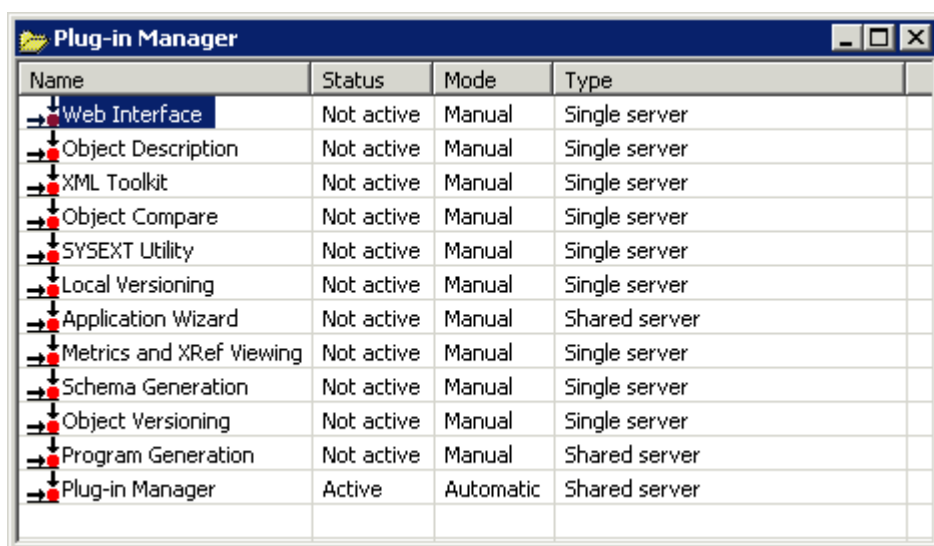 Plug-in Manager
Name Status Mode Type
Web Interface Not active Manual Single server
Object Description Not active Manual Single server
XML Toolkit Not active Manual Single server
Object Compare Not active Manual Single server
SYSEXT Utility Not active Manual Single server
Local Versioning Not active Manual Single server
Application Wizard Not active Manual Shared server
Metrics and XRef Viewing Not active Manual Single server
Schema Generation Not active Manual Single server
Object Versioning Not active Manual Single server
Program Generation Not active Manual Shared server
Plug-in Manager Active Automatic Shared server